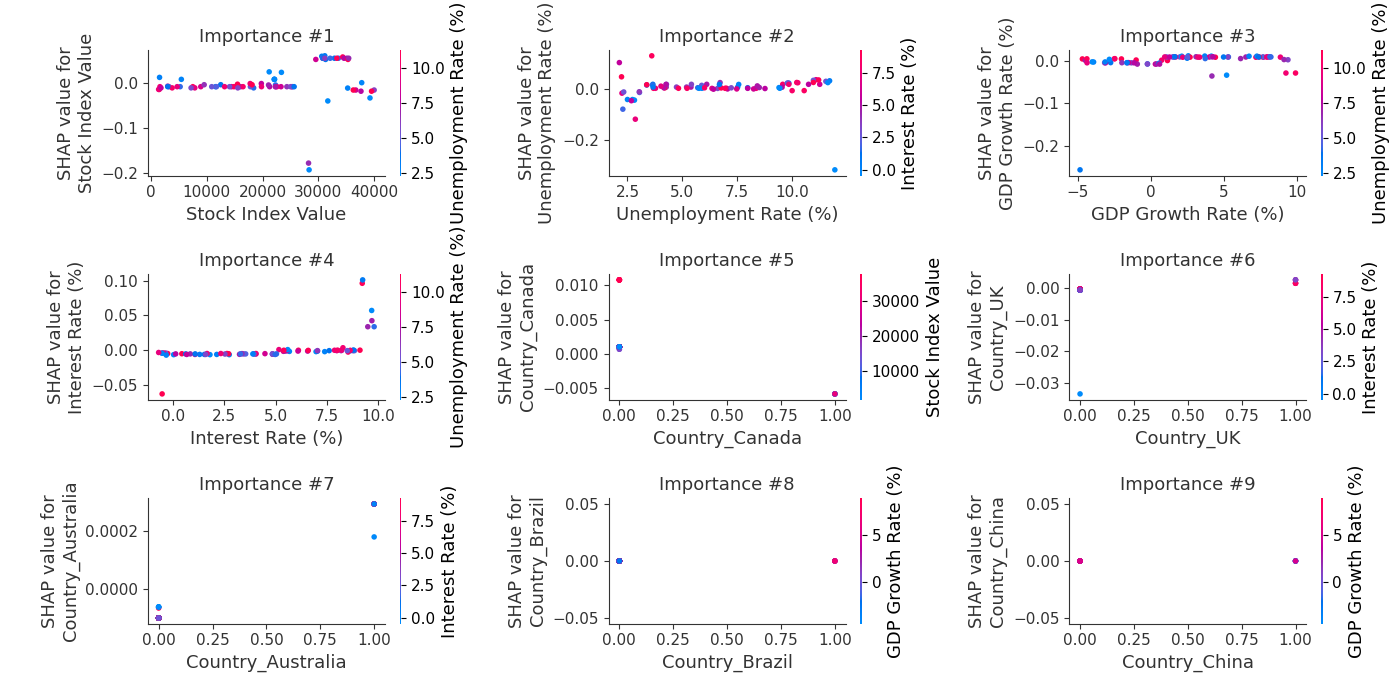 Importance #1
SHAP value for
Stock Index Value
0.0
−0.1
−0.2
0
10000
20000
30000
40000
Stock Index Value
10.0
7.5
5.0
2.5
Unemployment Rate (%)
Importance #2
SHAP value for
Unemployment Rate (%)
0.0
−0.2
2.5
5.0
7.5
10.0
Unemployment Rate (%)
7.5
5.0
2.5
0.0
Interest Rate (%)
Importance #3
SHAP value for
GDP Growth Rate (%)
0.0
−0.1
−0.2
−5
0
5
10
GDP Growth Rate (%)
10.0
7.5
5.0
2.5
Unemployment Rate (%)
Importance #4
SHAP value for
Interest Rate (%)
0.10
0.05
0.00
−0.05
0.0
2.5
5.0
7.5
10.0
Interest Rate (%)
10.0
7.5
5.0
2.5
Unemployment Rate (%)
Importance #5
SHAP value for
Country_Canada
0.010
0.005
0.000
−0.005
0.00
0.25
0.50
0.75
1.00
Country_Canada
30000
20000
10000
Stock Index Value
Importance #6
SHAP value for
Country_UK
0.00
−0.01
−0.02
−0.03
0.00
0.25
0.50
0.75
1.00
Country_UK
7.5
5.0
2.5
0.0
Interest Rate (%)
Importance #7
SHAP value for
Country_Australia
0.0002
0.0000
0.00
0.25
0.50
0.75
1.00
Country_Australia
7.5
5.0
2.5
0.0
Interest Rate (%)
Importance #8
SHAP value for
Country_Brazil
0.05
0.00
−0.05
0.00
0.25
0.50
0.75
1.00
Country_Brazil
5
0
GDP Growth Rate (%)
Importance #9
SHAP value for
Country_China
0.05
0.00
−0.05
0.00
0.25
0.50
0.75
1.00
Country_China
5
0
GDP Growth Rate (%)